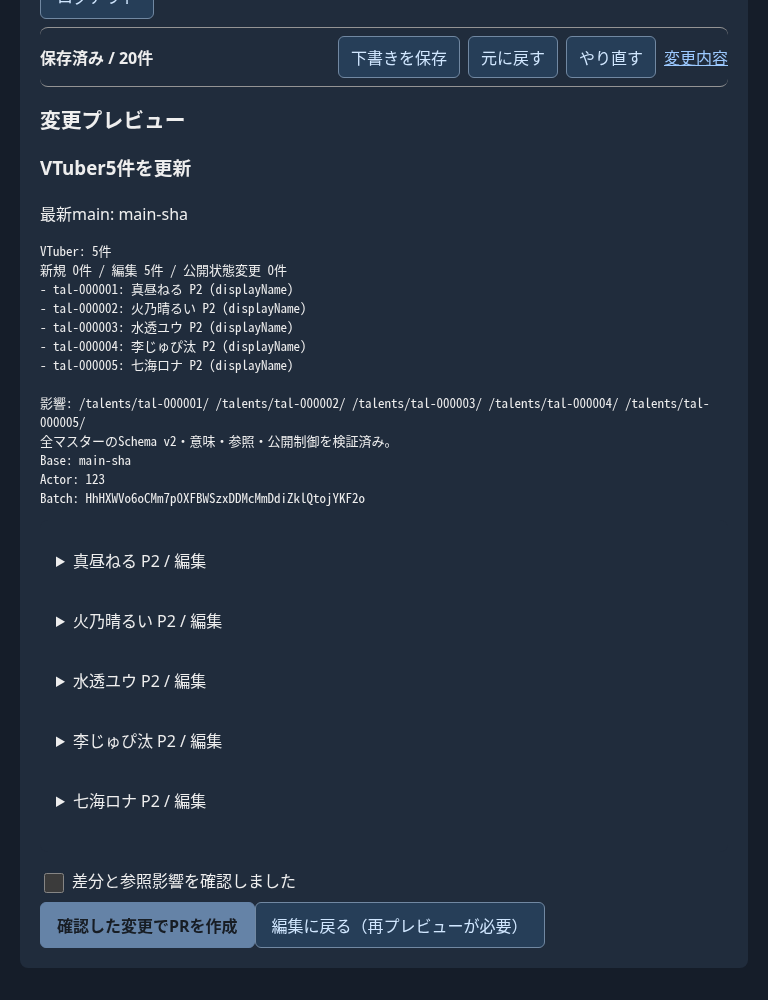 ログアウト
保存済み / 20件
下書きを保存
元に戻す
やり直す
変更内容
変更プレビュー
VTuber5件を更新
最新main: main-sha
VTuber: 5件
新規 0件 / 編集 5件 / 公開状態変更 0件
- tal-000001: 真昼ねる P2 (displayName)
- tal-000002: 火乃晴るい P2 (displayName)
- tal-000003: 水透ユウ P2 (displayName)
- tal-000004: 李じゅぴ汰 P2 (displayName)
- tal-000005: 七海ロナ P2 (displayName)
影響: /talents/tal-000001/ /talents/tal-000002/ /talents/tal-000003/ /talents/tal-000004/ /talents/tal-
000005/
全マスターのSchema v2・意味・参照・公開制御を検証済み。
Base: main-sha
Actor: 123
Batch: HhHXWVo6oCMm7p0XFBWSzxDDMcMmDdiZklQtojYKF2o
▶ 真昼ねる P2 / 編集
▶ 火乃晴るい P2 / 編集
▶ 水透ユウ P2 / 編集
▶ 李じゅぴ汰 P2 / 編集
▶ 七海ロナ P2 / 編集
差分と参照影響を確認しました
確認した変更でPRを作成
編集に戻る（再プレビューが必要）